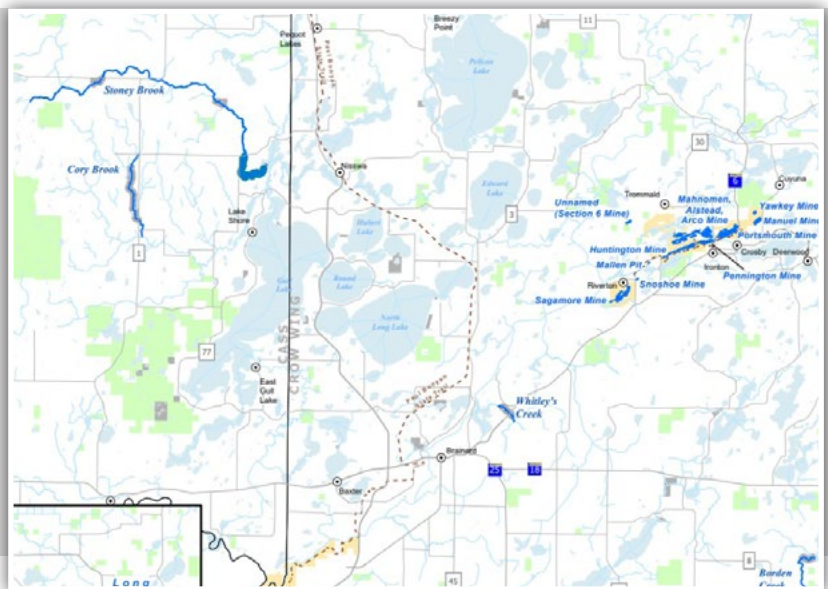 Pequot
Lakes
Breezy
Point
11
Paul Bunyan
Pelican
Lake
Stoney Brook
30
Cory Brook
Nisswa
6
Cuyuna
Edward
Lake
Trommald
Unnamed
(Section 6 Mine)
Mahnomen,
Alstead,
Arco Mine
Yawkey Mine
Manuel Mine
Lake
Shore
3
Hubert
Lake
Portsmouth Mine
1
Huntington Mine
Crosby
Deerwood
Mallen Pit
Ironton
Gull
Lake
Round
Lake
Riverton
Snoshoe Mine
Pennington Mine
Sagamore Mine
North
Long Lake
CASS
CROW WING
77
East
Gull
Lake
Paul Bunyan
Whitley's
Creek
Brainerd
25
18
Baxter
8
45
Borden
Creek
Long